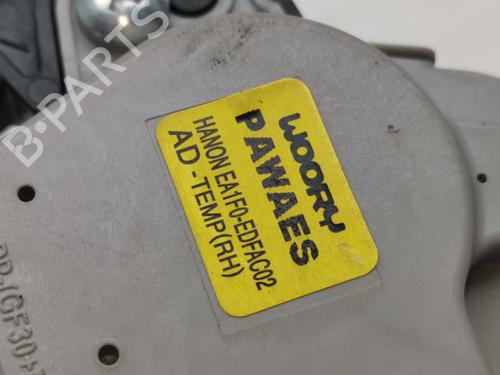 B-PARTS
WOORY
PAWAES
HANON EA1F0-EDFAC02
AD-TEMP(RH)